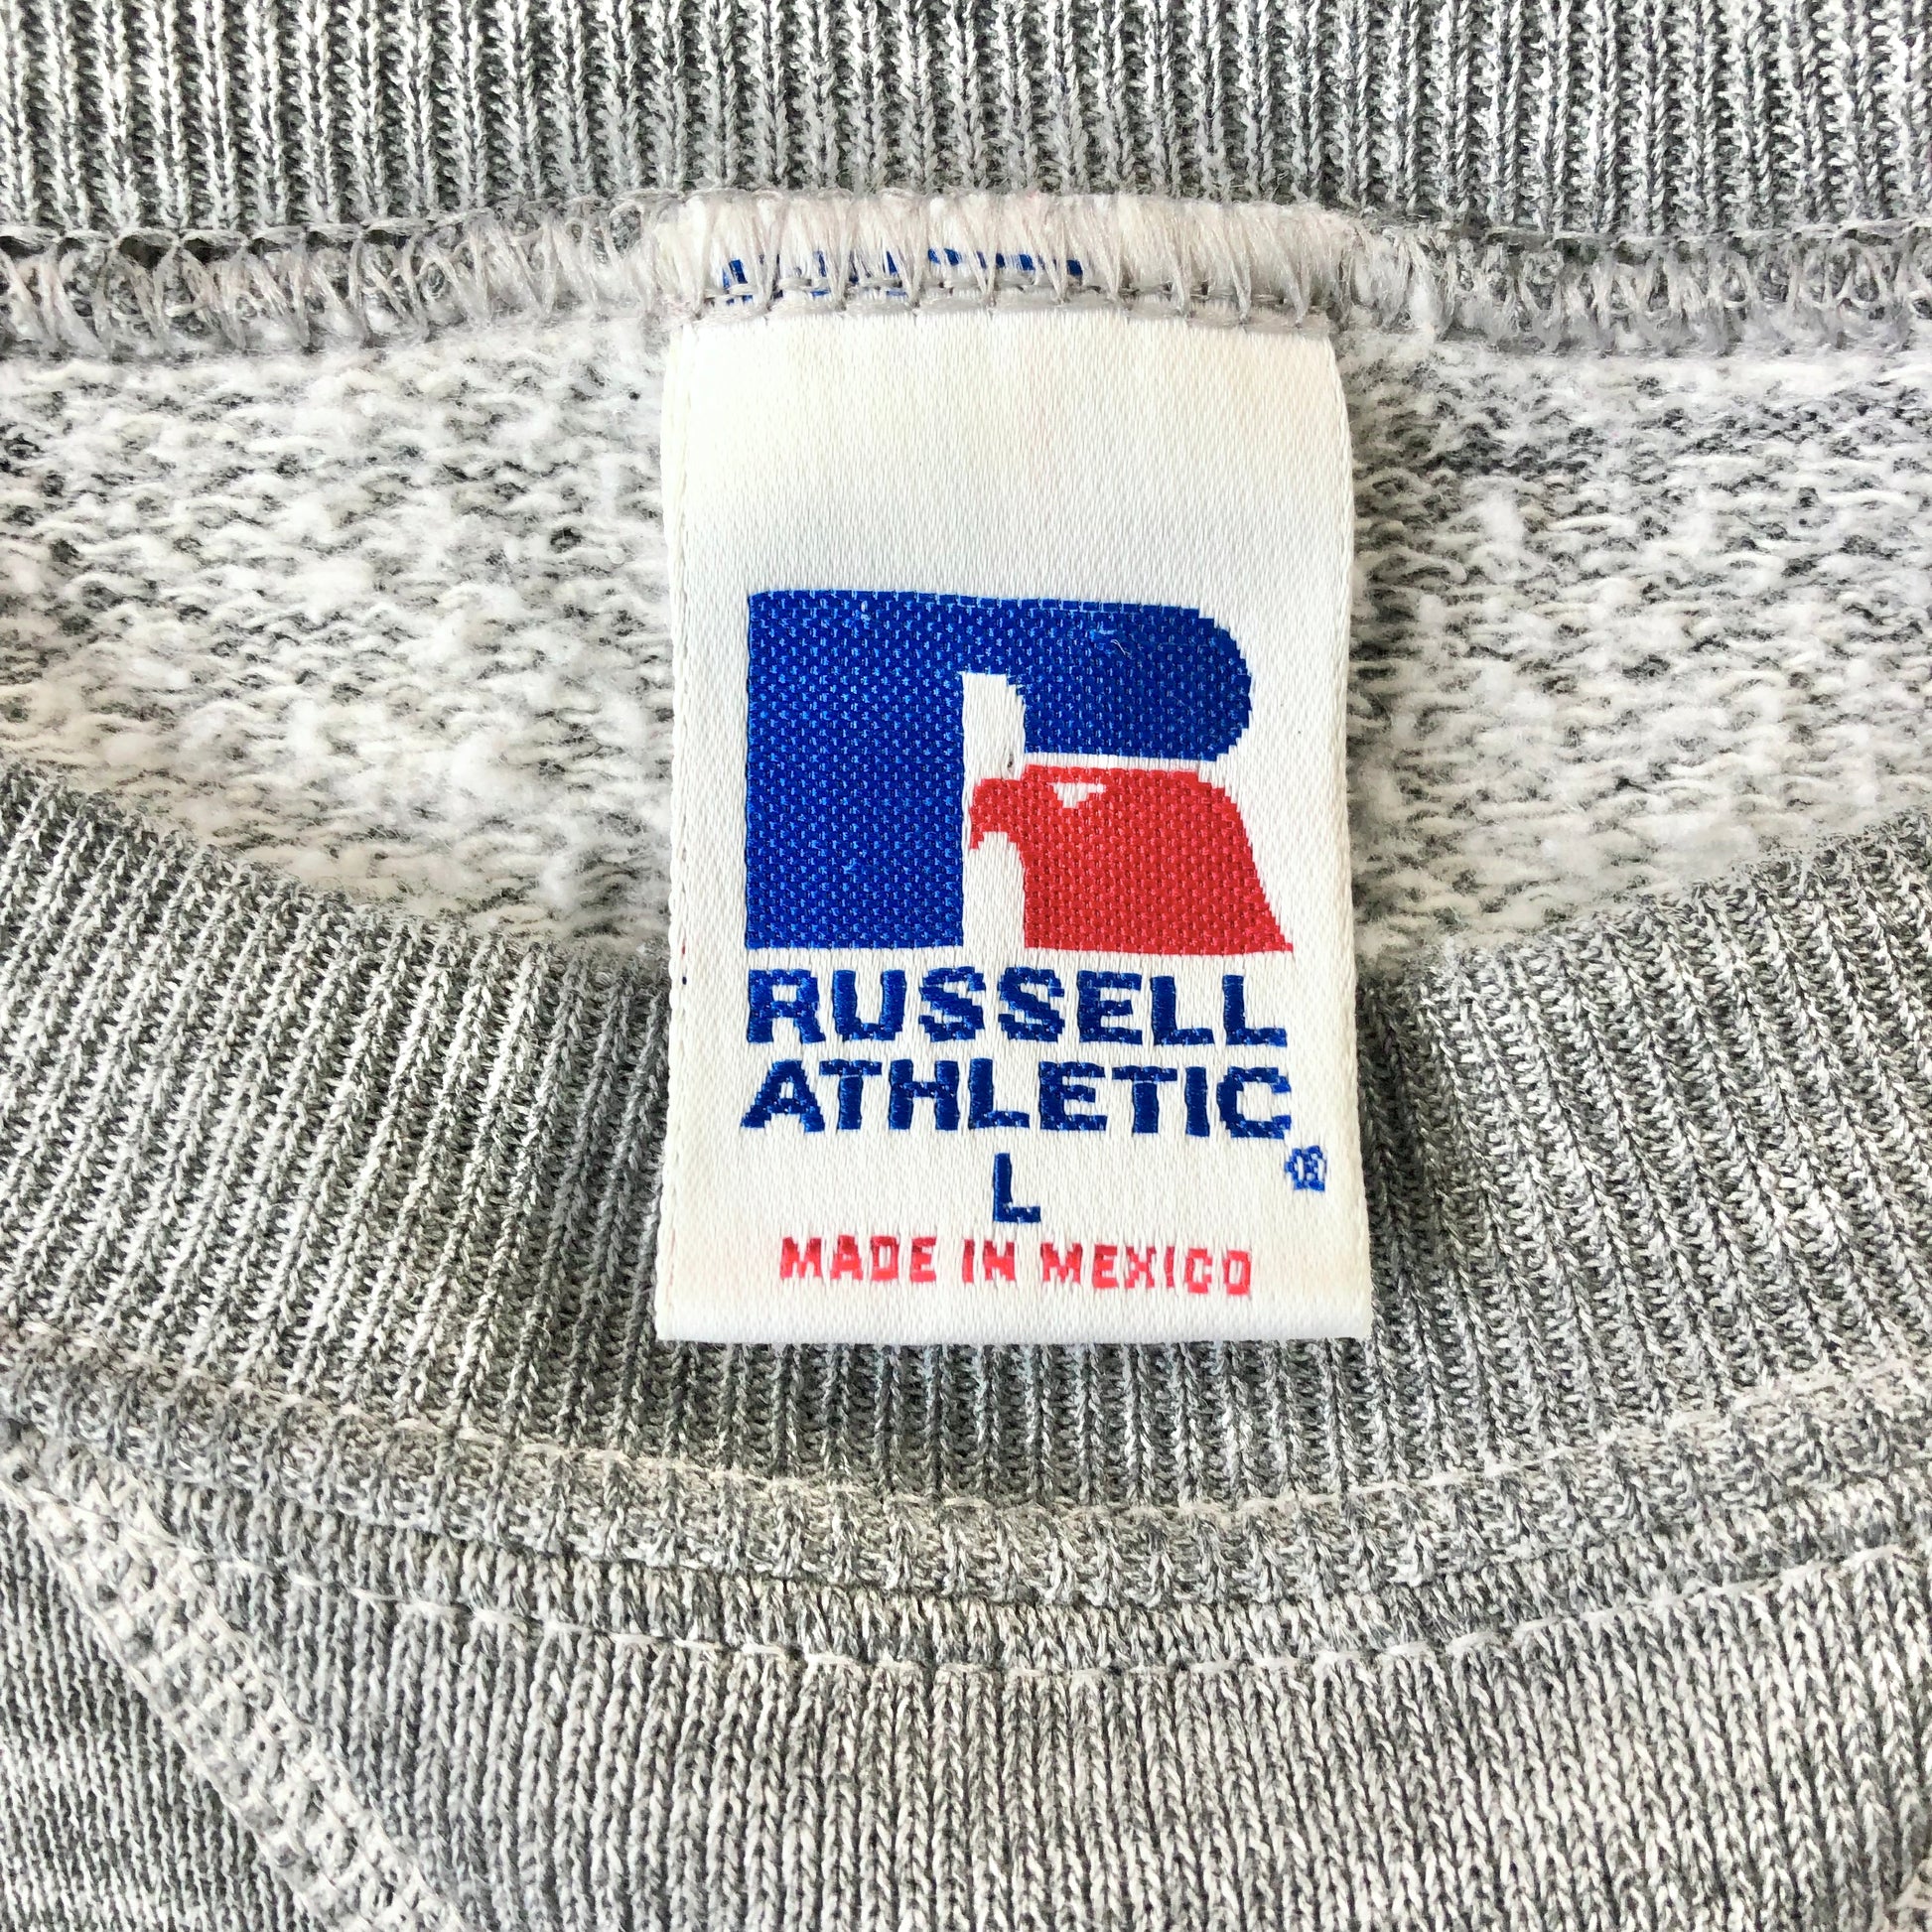 RUSSELL
ATHLETIC®
L
MADE IN MEXICO